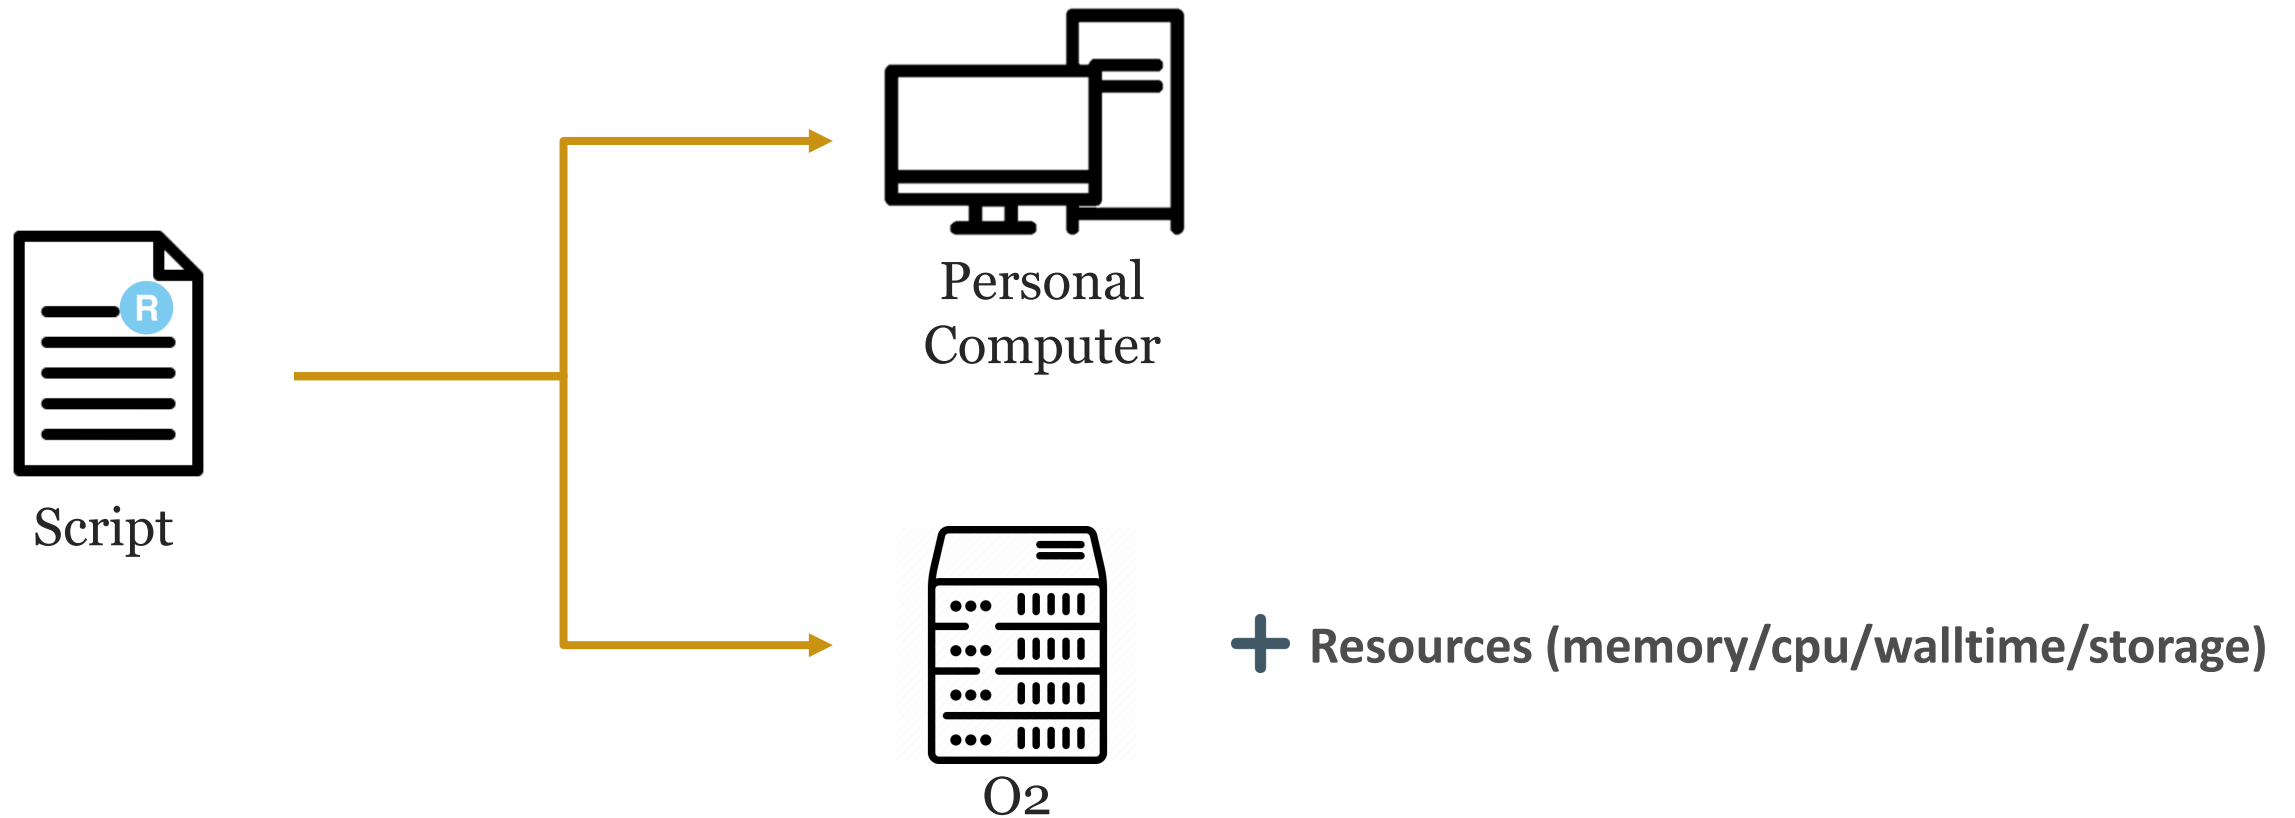 R
Script
Personal
Computer
O2
+ Resources (memory/cpu/walltime/storage)